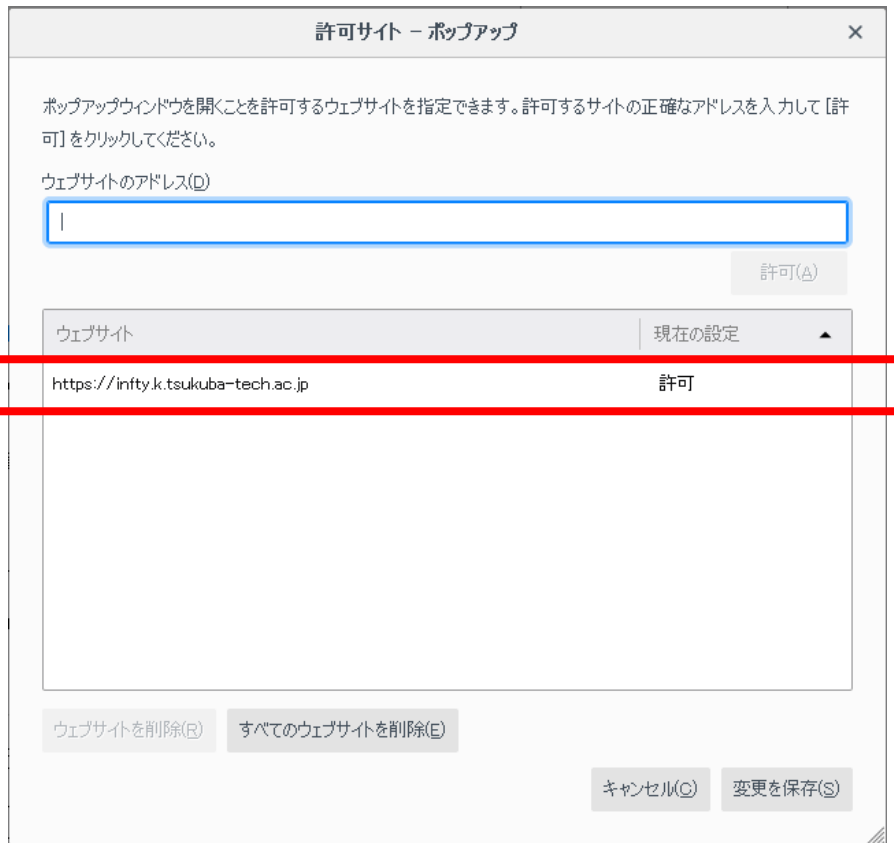 許可サイト - ポップアップ
ポップアップウィンドウを開くことを許可するウェブサイトを指定できます。許可するサイトの正確なアドレスを入力して [許
可] をクリックしてください。
ウェブサイトのアドレス(D)
許可(A)
ウェブサイト 現在の設定
https://infty.k.tsukuba-tech.ac.jp 許可
ウェブサイトを削除(R) すべてのウェブサイトを削除(E)
キャンセル(C) 変更を保存(S)